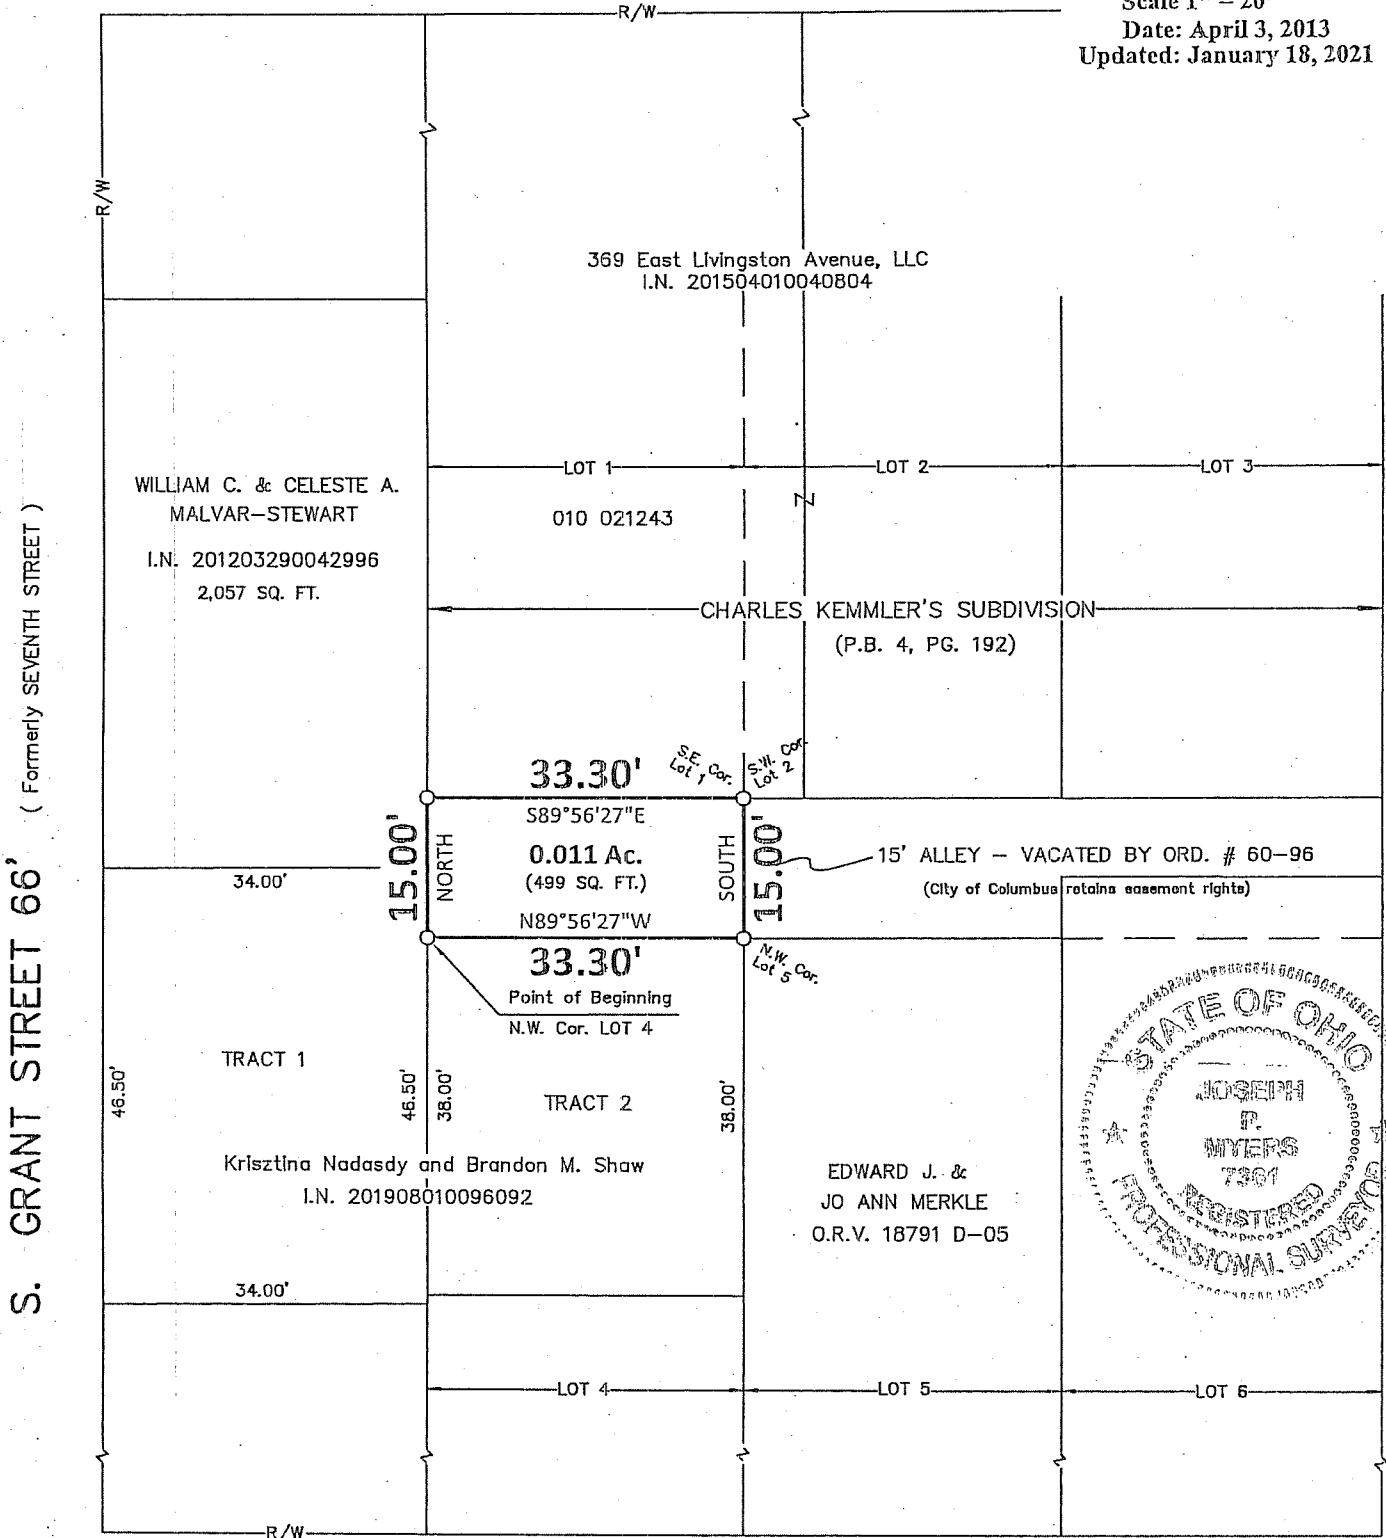 R/W
Scale 1" = 20'
Date: April 3, 2013
Updated: January 18, 2021
R/W
369 East Livingston Avenue, LLC
I.N. 201504010040804
LOT 1
LOT 2
LOT 3
WILLIAM C. & CELESTE A.
MALVAR-STEWART
I.N. 201203290042996
2,057 SQ. FT.
010 021243
CHARLES KEMMLER'S SUBDIVISION
(P.B. 4, PG. 192)
S. GRANT STREET 66' ( Formerly SEVENTH STREET )
33.30'
S.E. Cor.
Lot 1
S.W. Cor.
Lot 2
S89°56'27"E
15.00'
NORTH
0.011 Ac.
(499 SQ. FT.)
SOUTH
15.00'
15' ALLEY – VACATED BY ORD. # 60-96
(City of Columbus retains easement rights)
34.00'
N89°56'27"W
33.30'
N.W. Cor.
Lot 5
Point of Beginning
N.W. Cor. LOT 4
TRACT 1
46.50'
46.50'
38.00'
TRACT 2
38.00'
Krisztina Nadasdy and Brandon M. Shaw
I.N. 201908010096092
EDWARD J. &
JO ANN MERKLE
O.R.V. 18791 D-05
STATE OF OHIO
JOSEPH
P.
MYERS
7361
REGISTERED
PROFESSIONAL SURVEYOR
34.00'
LOT 4
LOT 5
LOT 6
R/W